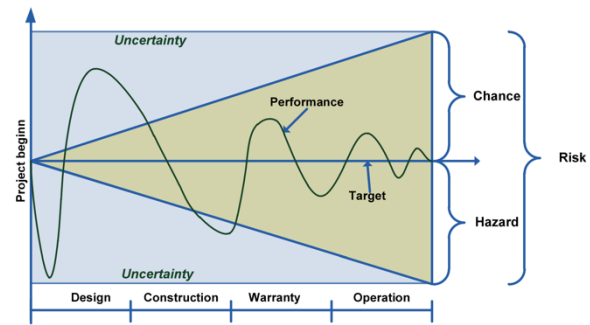 Uncertainty
Performance
Chance
Project beginn
Risk
Target
Hazard
Uncertainty
Design
Construction
Warranty
Operation